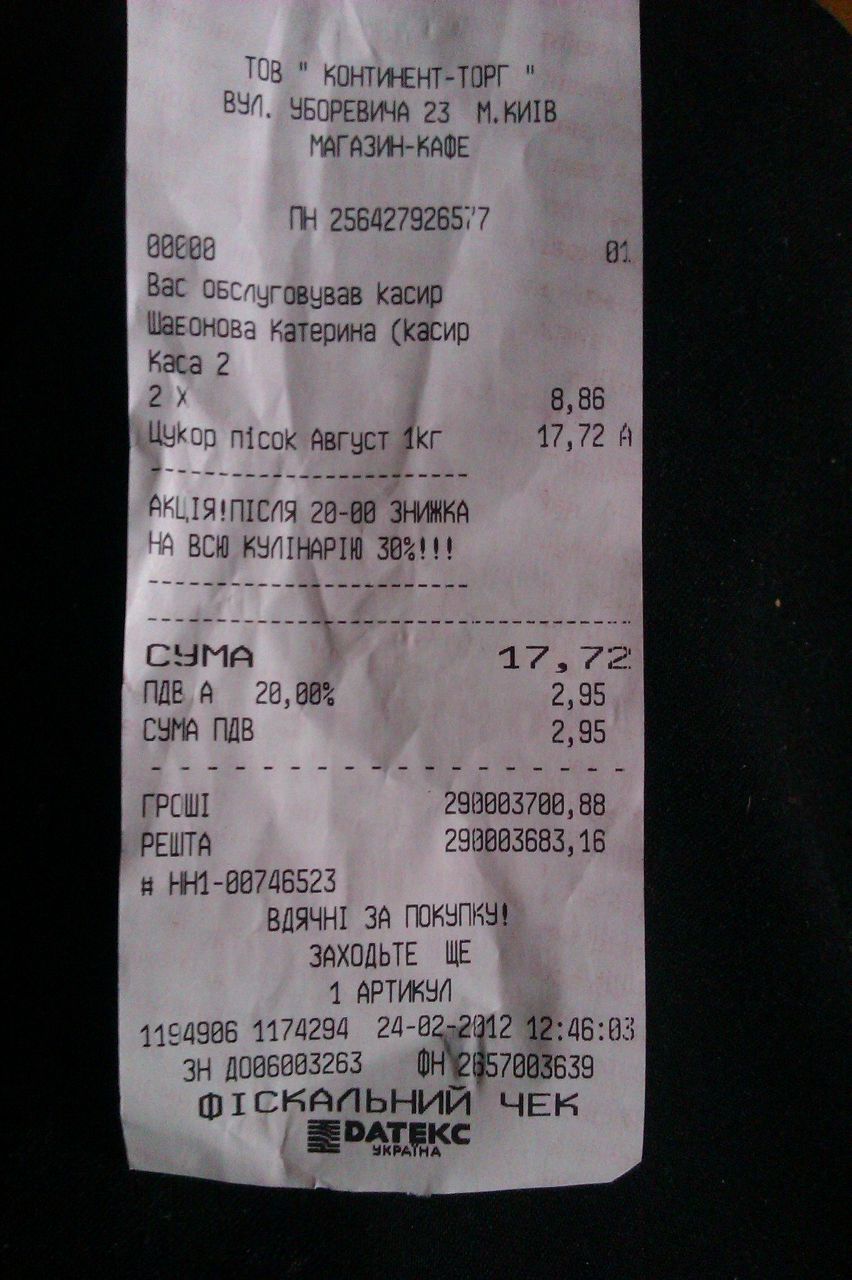 ТОВ " КОНТИНЕНТ-ТОРГ "
ВУЛ. УБОРЕВИЧА 23 М.КИІВ
МАГАЗИН-КАФЕ
ПН 256427926577
00000 01
Вас обслуговував касир
Шабонова Катерина (касир
Каса 2
2 X 8,86
Цукор пісок Август 1кг 17,72 А
АКЦІЯ!ПІСЛЯ 20-00 ЗНИЖКА
НА ВСЮ КУЛІНАРІЮ 30%!!!
СУМА 17,72
ПДВ А 20,00% 2,95
СУМА ПДВ 2,95
ГРОШІ 290003700,88
РЕШТА 290003683,16
# НН1-00746523
ВДЯЧНІ ЗА ПОКУПКУ!
ЗАХОДЬТЕ ЩЕ
1 АРТИКУЛ
1194906 1174294 24-02-2012 12:46:03
ЗН ДО06003263 ФН 2657003639
ФІСКАЛЬНИЙ ЧЕК
DATEКС
УКРАЇНА